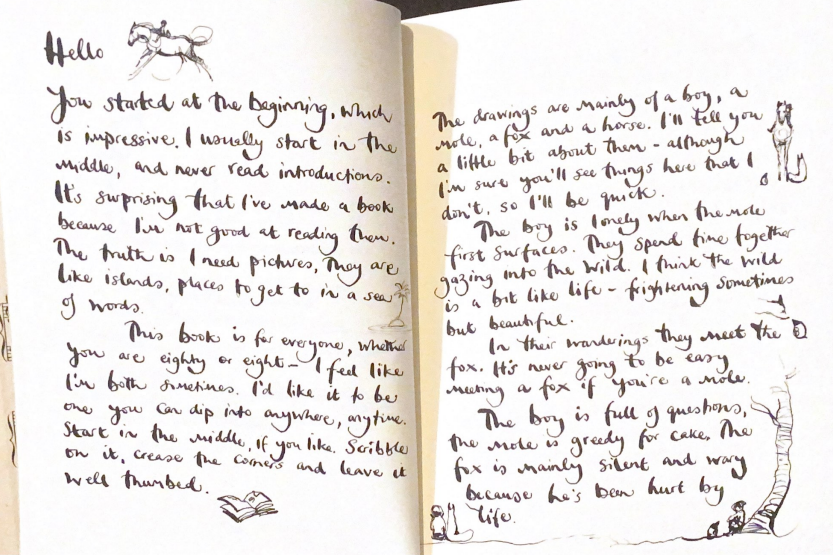 Hello
You started at the beginning, which
is impressive. I usually start in the
middle, and never read introductions.
It's surprising that I've made a book
because I'm not good at reading them.
The truth is I need pictures, They are
like islands, places to get to in a sea
of words.
This book is for everyone, whether
you are eighty or eight – I feel like
I'm both sometimes. I'd like it to be
one you can dip into anywhere, anytime.
Start in the middle, if you like. Scribble
on it, crease the corners and leave it
well thumbed.
The drawings are mainly of a boy, a
mole, a fox and a horse. I'll tell you
a little bit about them – although
I'm sure you'll see things here that I
don't, so I'll be quick.
The boy is lonely when the mole
first surfaces. They spend time together
gazing into the wild. I think the wild
is a bit like life – frightening sometimes
but beautiful.
In their wanderings they meet the
fox. It's never going to be easy
meeting a fox if you're a mole.
The boy is full of questions,
the mole is greedy for cake. The
fox is mainly silent and wary
because he's been hurt by
life.